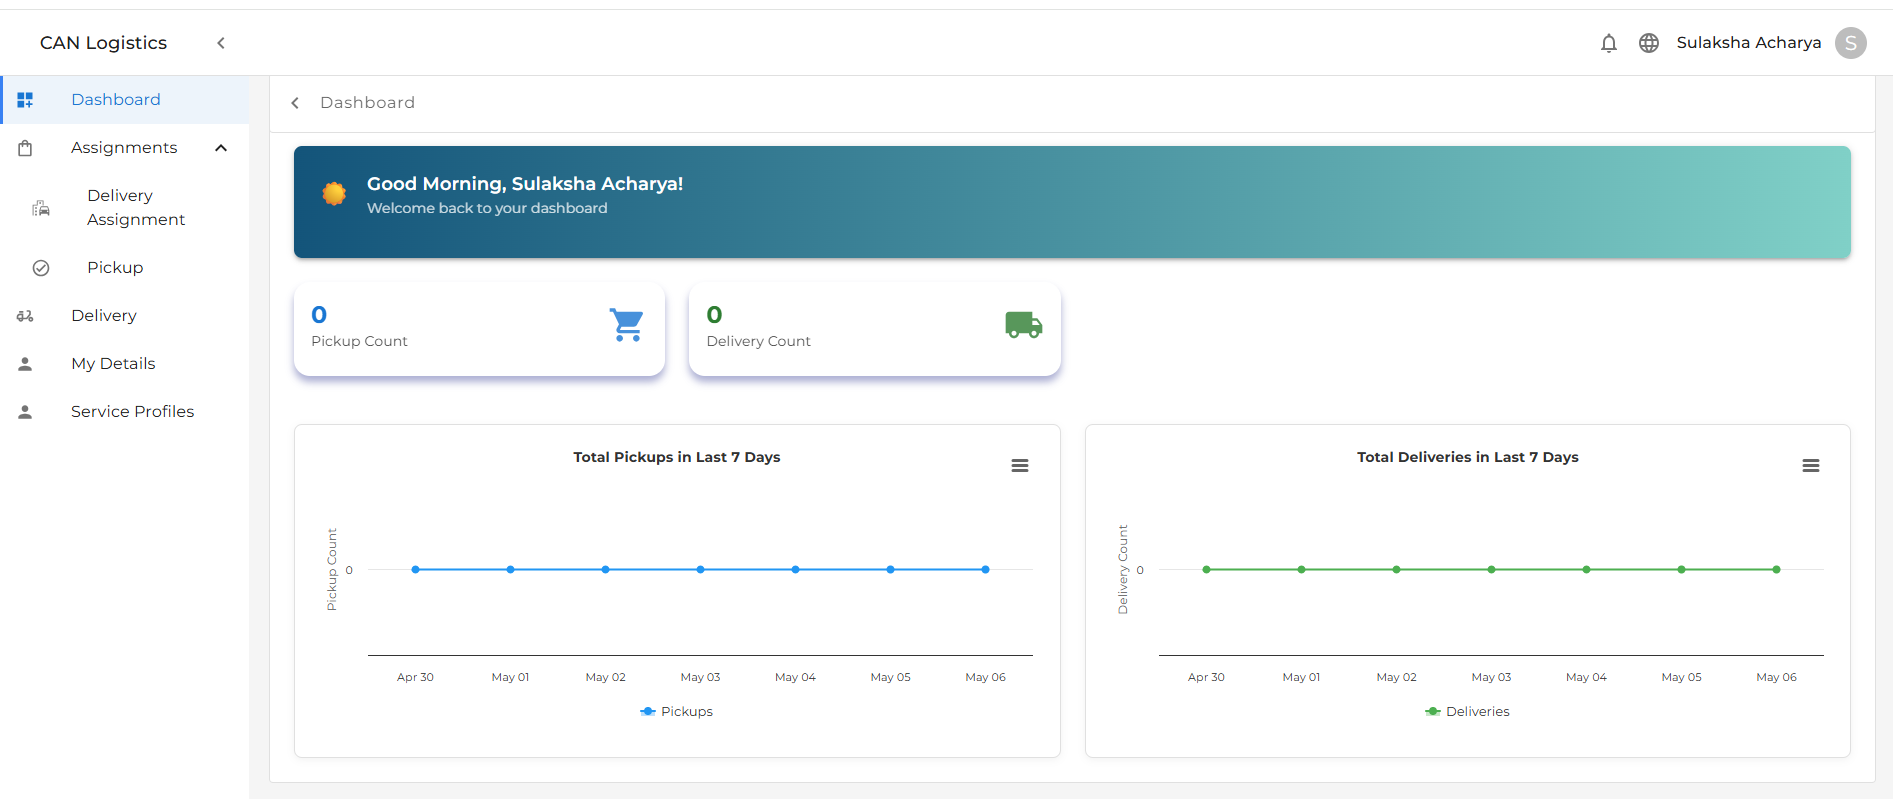 CAN Logistics
Sulaksha Acharya
S
Dashboard
Assignments
Delivery
Assignment
Pickup
Delivery
My Details
Service Profiles
Dashboard
Good Morning, Sulaksha Acharya!
Welcome back to your dashboard
0
Pickup Count
0
Delivery Count
Total Pickups in Last 7 Days
Pickup Count
0
Apr 30 May 01 May 02 May 03 May 04 May 05 May 06
Pickups
Total Deliveries in Last 7 Days
Delivery Count
0
Apr 30 May 01 May 02 May 03 May 04 May 05 May 06
Deliveries